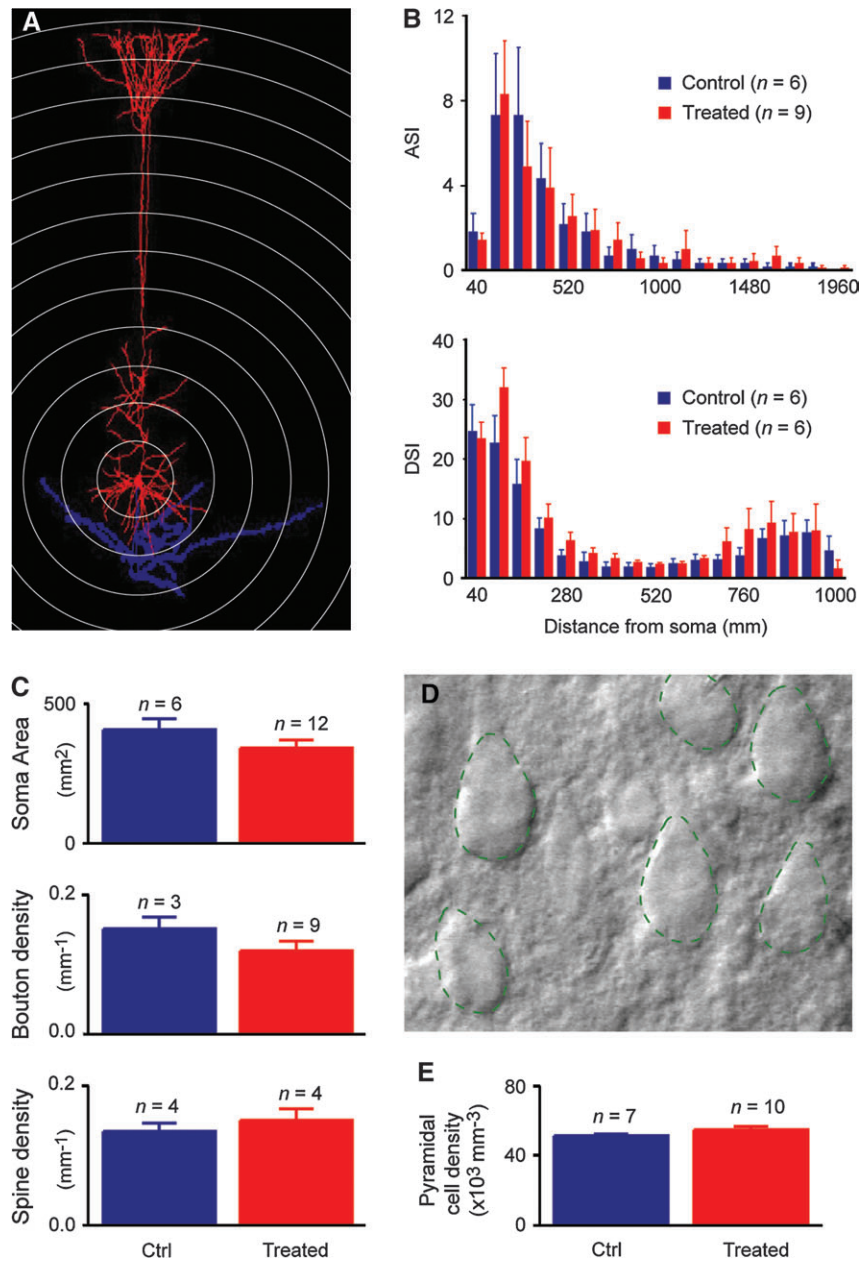 A
B
12
8
4
0
ASI
Control (n = 6)
Treated (n = 9)
40 520 1000 1480 1960
40
30
20
10
0
DSI
Control (n = 6)
Treated (n = 6)
40 280 520 760 1000
Distance from soma (mm)
C
500
0
Soma Area
(mm2)
n = 6
n = 12
0.2
0.0
Bouton density
(mm-1)
n = 3
n = 9
0.2
0.0
Spine density
(mm-1)
n = 4
n = 4
Ctrl Treated
D
E
80
40
0
Pyramidal
cell density
(x103 mm-3)
n = 7
n = 10
Ctrl Treated